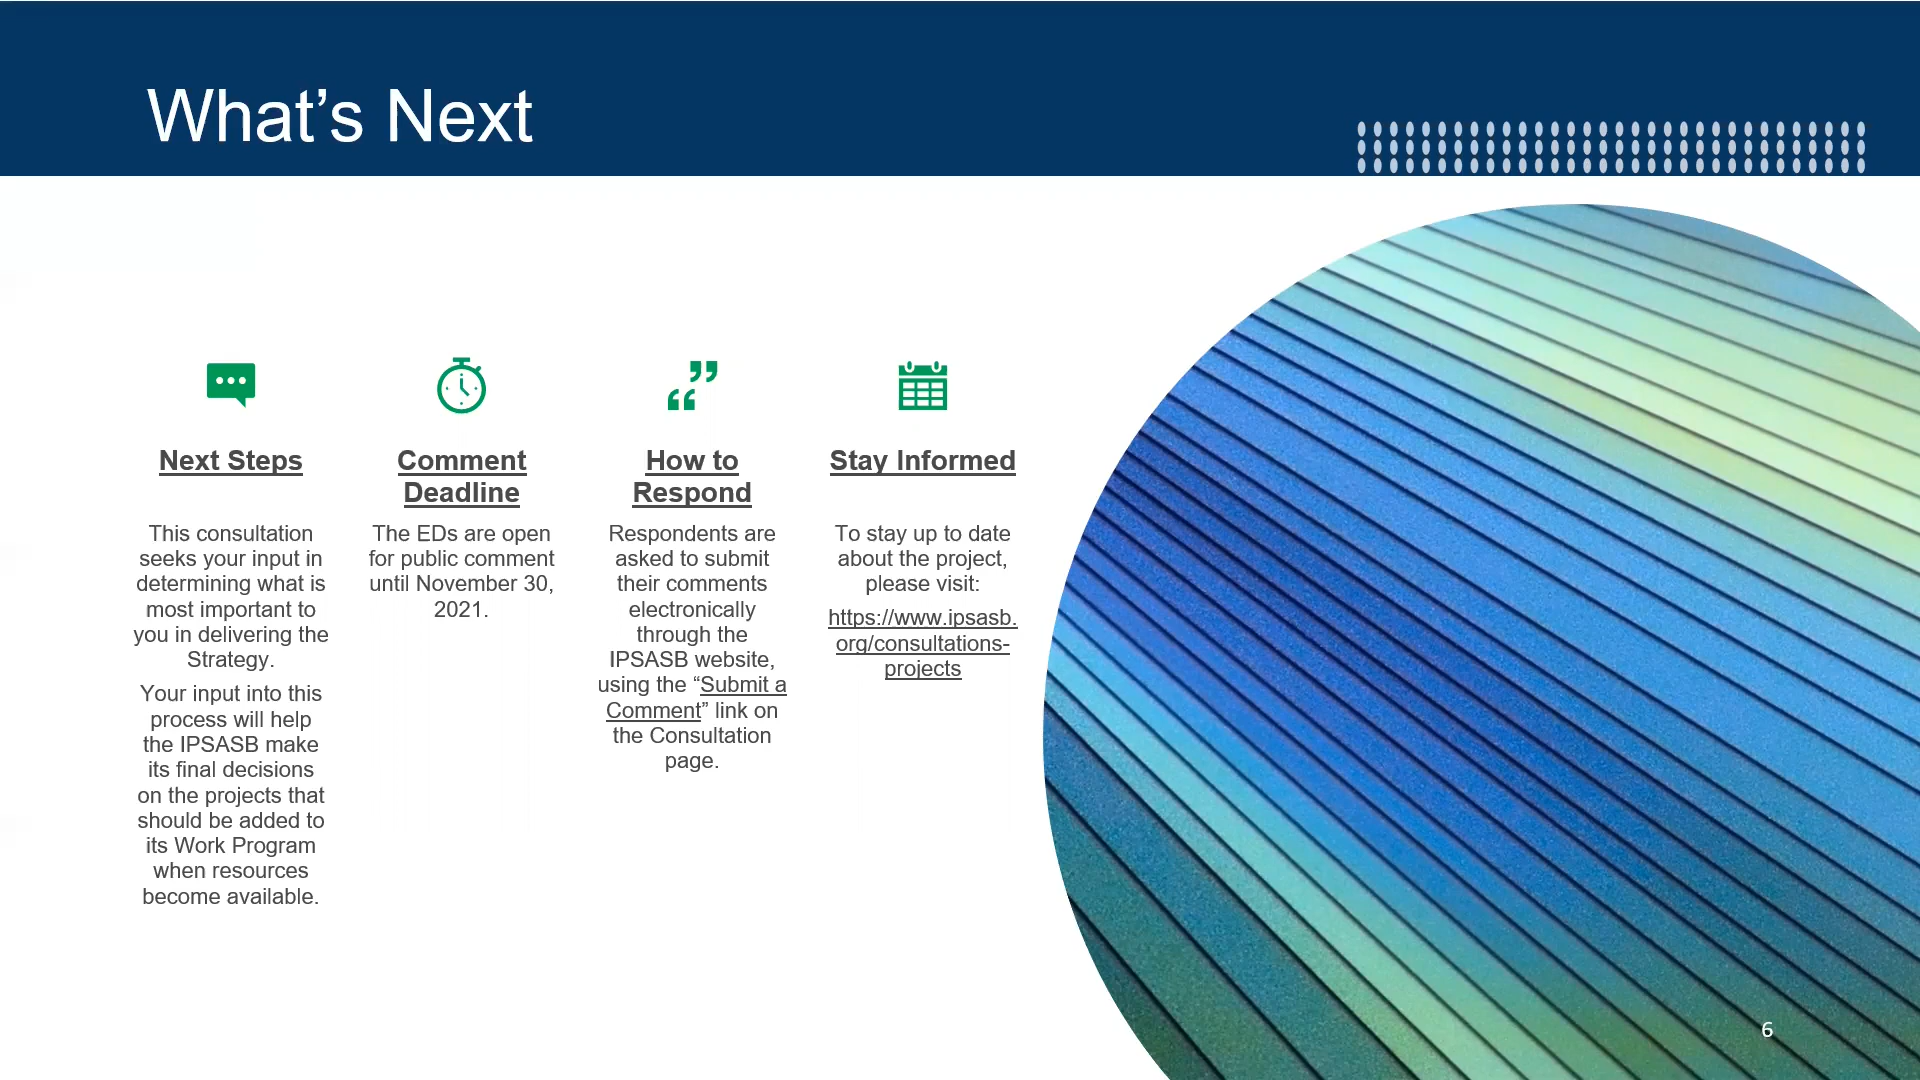 What’s Next
Next Steps
This consultation
seeks your input in
determining what is
most important to
you in delivering the
Strategy.
Your input into this
process will help
the IPSASB make
its final decisions
on the projects that
should be added to
its Work Program
when resources
become available.
Comment
Deadline
The EDs are open
for public comment
until November 30,
2021.
How to
Respond
Respondents are
asked to submit
their comments
electronically
through the
IPSASB website,
using the “Submit a
Comment” link on
the Consultation
page.
Stay Informed
To stay up to date
about the project,
please visit:
https://www.ipsasb.
org/consultations-
projects
6